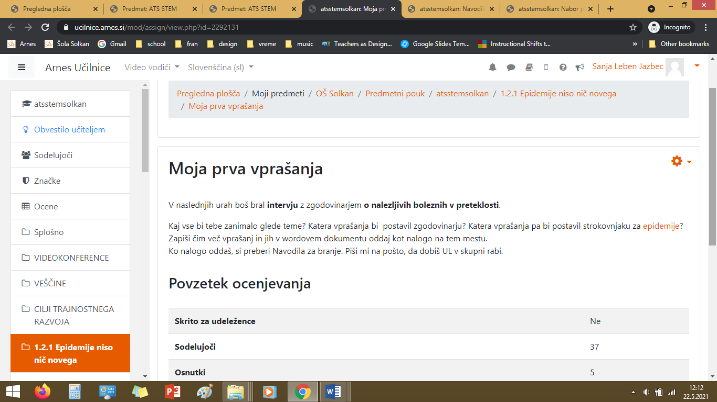 Pregledna plošča
Predmet: ATS STEM
Predmet: ATS STEM
atsstemsolkan: Moja pr
atsstemsolkan: Navodil
atsstemsolkan: Nabor
ucilnice.arnes.si/mod/assign/view.php?id=2292131
Incognito
Arnes
Šola Solkan
Gmail
school
fran
design
vreme
music
Teachers as Design...
Google Slides Tem...
Instructional Shifts t...
Other bookmarks
Arnes Učilnice
Video vodiči
Slovenščina (sl)
Sanja Leben Jazbec
atsstemsolkan
Obvestilo učiteljem
Sodelujoči
Značke
Ocene
Splošno
VIDEOKONFERENCE
VEŠČINE
CILJI TRAJNOSTNEGA
RAZVOJA
1.2.1 Epidemije niso
nič novega
Pregledna plošča / Moji predmeti / OŠ Solkan / Predmetni pouk / atsstemsolkan / 1.2.1 Epidemije niso nič novega
/ Moja prva vprašanja
Moja prva vprašanja
V naslednjih urah boš bral intervju z zgodovinarjem o nalezljivih boleznih v preteklosti.
Kaj vse bi tebe zanimalo glede teme? Katera vprašanja bi postavil zgodovinarju? Katera vprašanja pa bi postavil strokovnjaku za epidemije?
Zapiši čim več vprašanj in jih v wordovem dokumentu oddaj kot nalogo na tem mestu.
Ko nalogo oddaš, si preberi Navodila za branje. Piši mi na pošto, da dobiš UL v skupni rabi.
Povzetek ocenjevanja
Skrito za udeležence Ne
Sodelujoči 37
Osnutki 5
12:12
22.5.2021